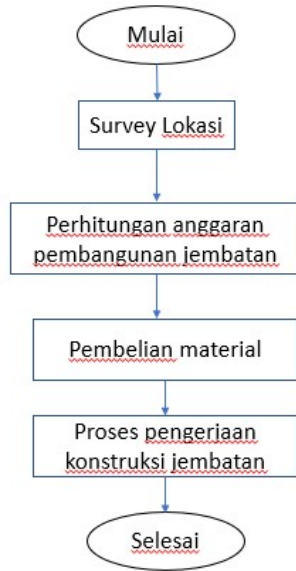 Mulai
Survey Lokasi
Perhitungan anggaran
pembangunan jembatan
Pembelian material
Proses pengerjaan
konstruksi jembatan
Selesai